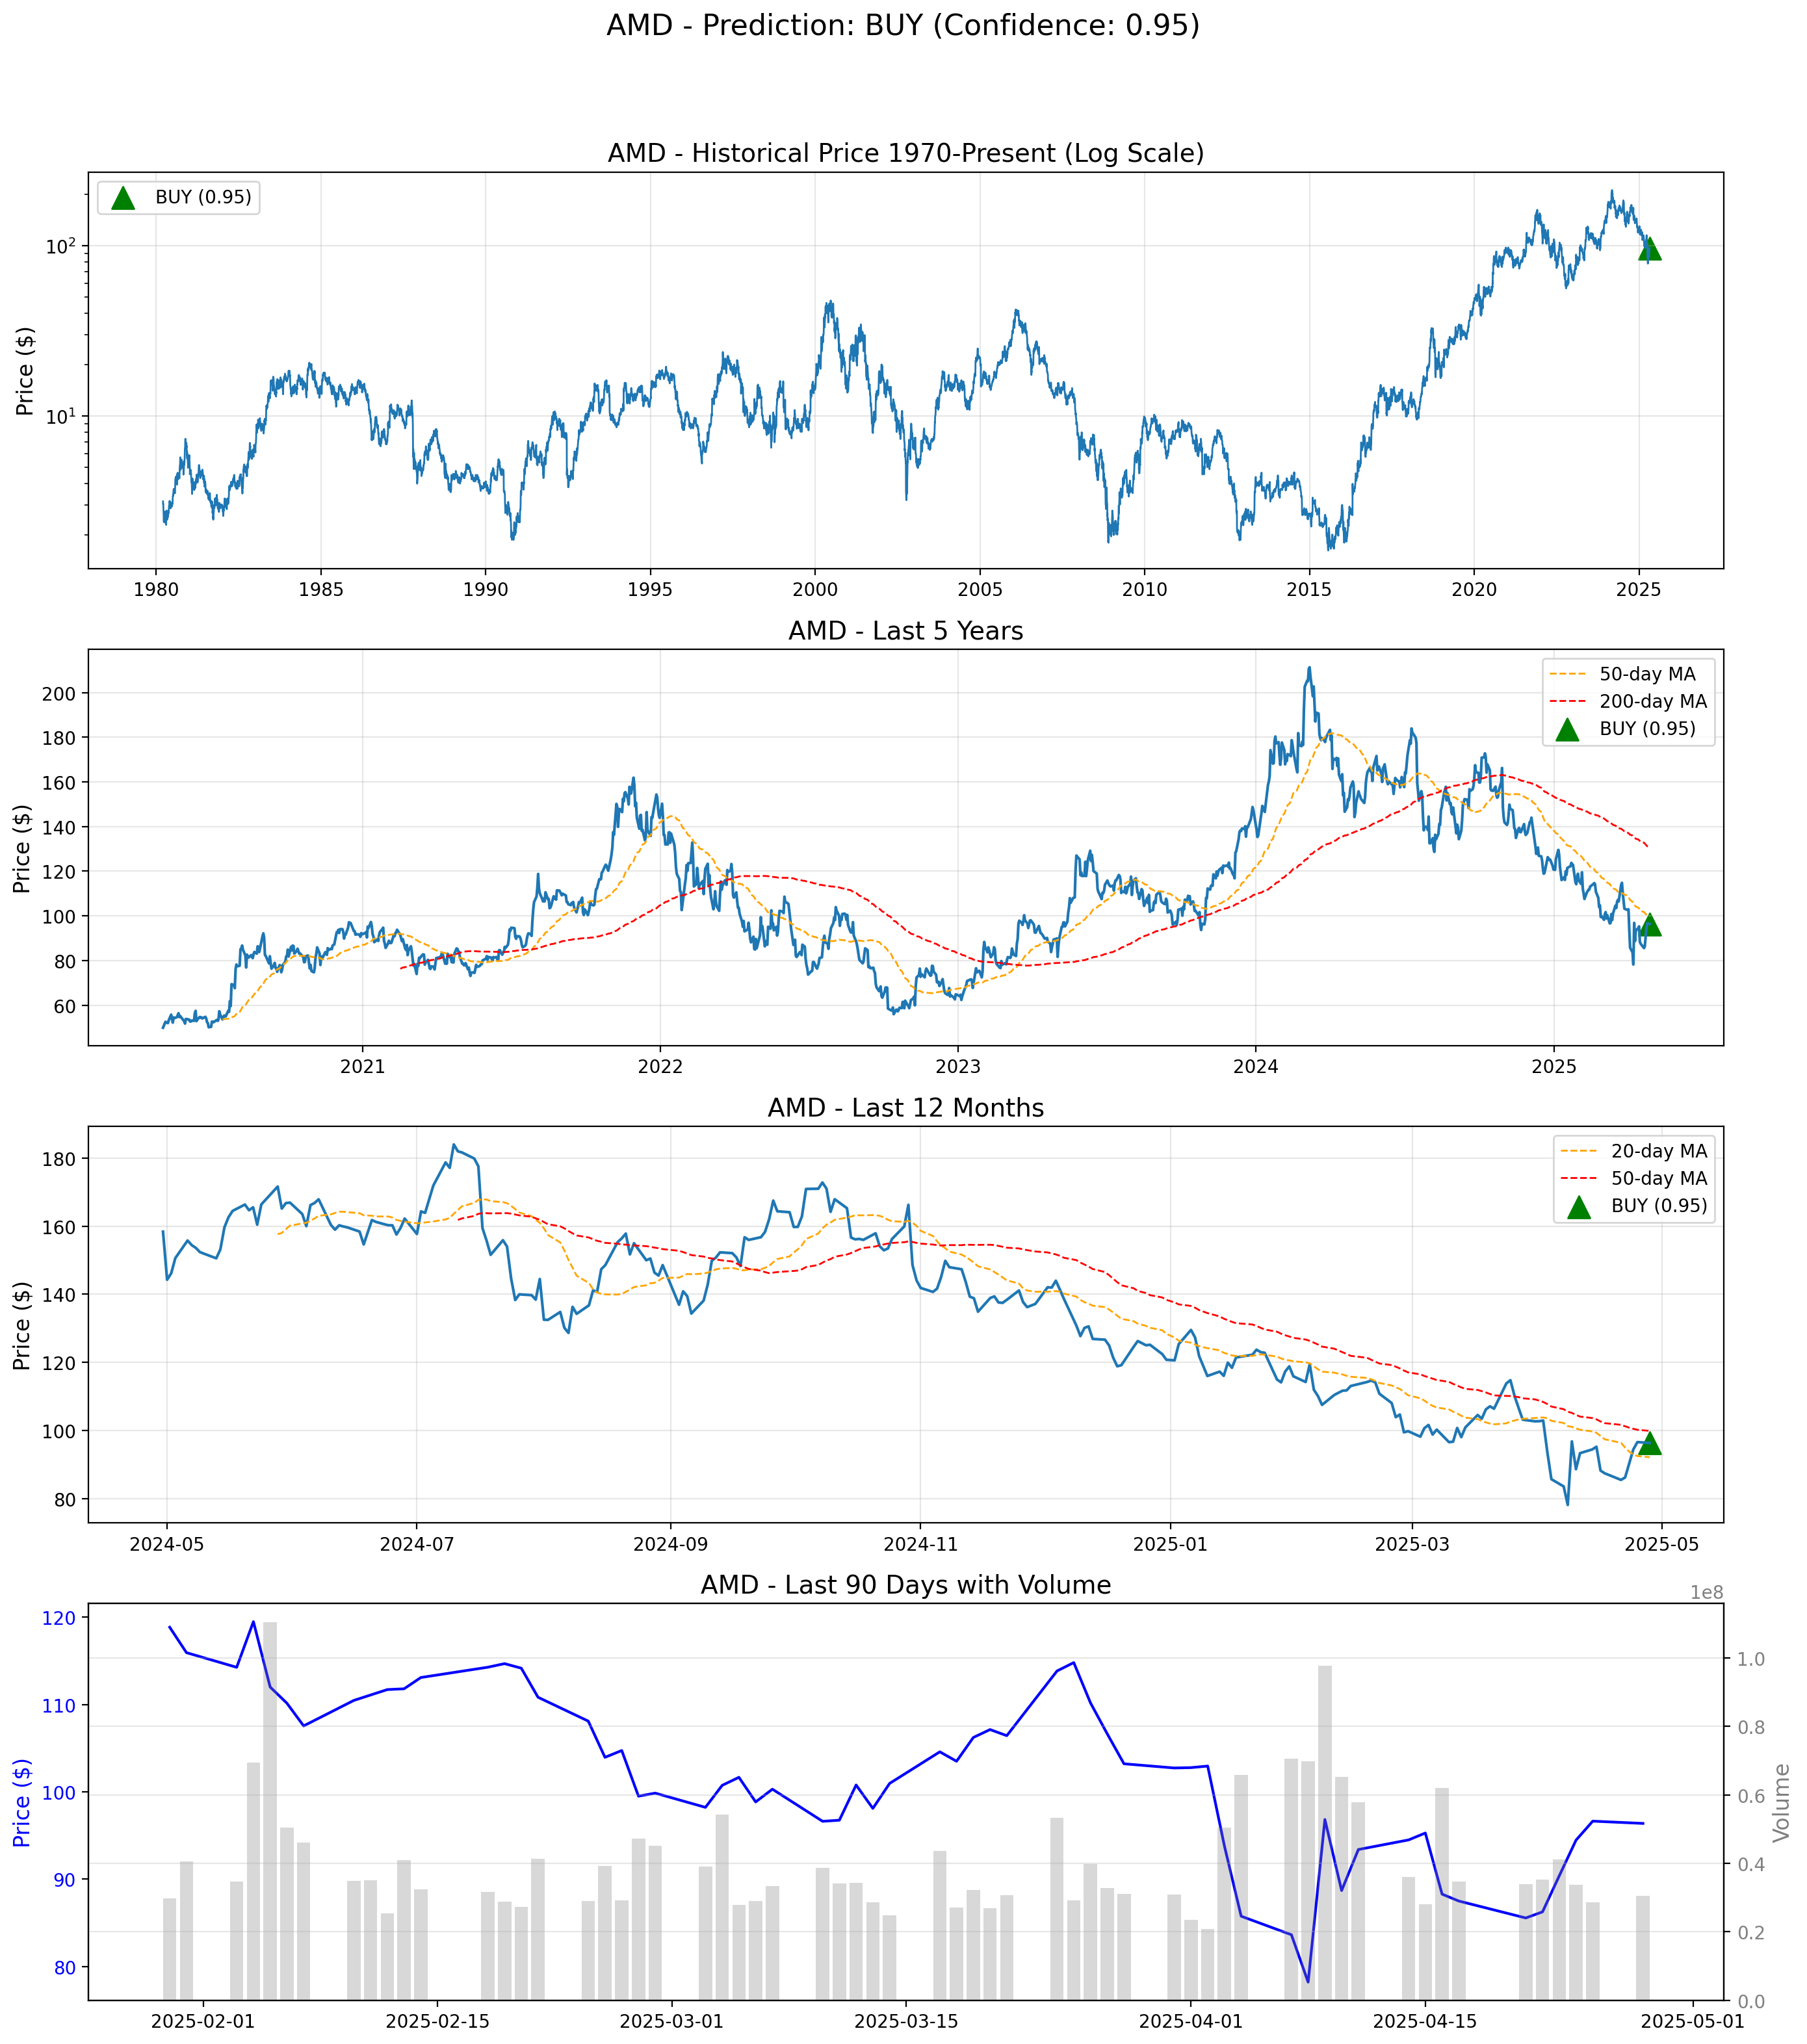 AMD - Prediction: BUY (Confidence: 0.95)
AMD - Historical Price 1970-Present (Log Scale)
BUY (0.95)
Price ($)
10²
10¹
1980 1985 1990 1995 2000 2005 2010 2015 2020 2025
AMD - Last 5 Years
50-day MA
200-day MA
BUY (0.95)
Price ($)
200
180
160
140
120
100
80
60
2021 2022 2023 2024 2025
AMD - Last 12 Months
20-day MA
50-day MA
BUY (0.95)
Price ($)
180
160
140
120
100
80
2024-05 2024-07 2024-09 2024-11 2025-01 2025-03 2025-05
AMD - Last 90 Days with Volume
1e8
Price ($)
120
110
100
90
80
1.0
0.8
0.6
0.4
0.2
0.0
Volume
2025-02-01 2025-02-15 2025-03-01 2025-03-15 2025-04-01 2025-04-15 2025-05-01